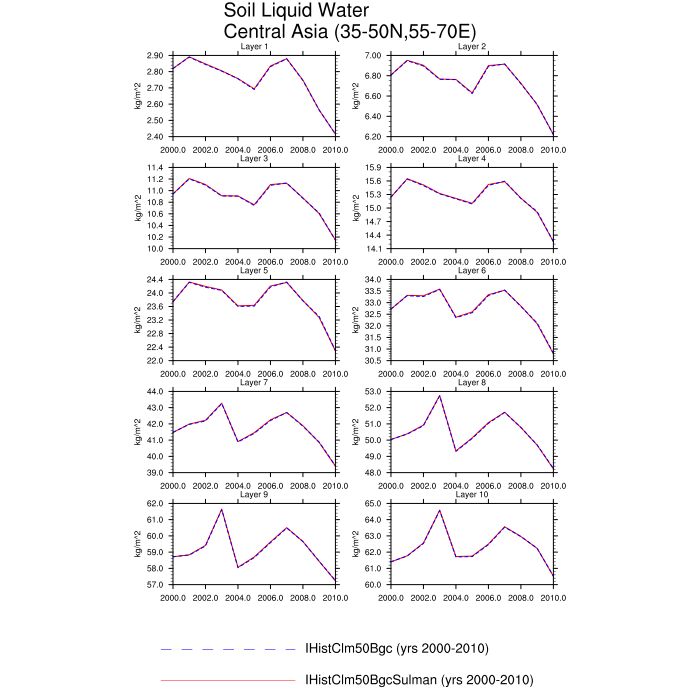 Soil Liquid Water
Central Asia (35-50N,55-70E)
Layer 1
2.90
2.80
2.70
2.60
2.50
2.40
kg/m^2
2000.0 2002.0 2004.0 2006.0 2008.0 2010.0
Layer 2
7.00
6.80
6.60
6.40
6.20
kg/m^2
2000.0 2002.0 2004.0 2006.0 2008.0 2010.0
Layer 3
11.4
11.2
11.0
10.8
10.6
10.4
10.2
10.0
kg/m^2
2000.0 2002.0 2004.0 2006.0 2008.0 2010.0
Layer 4
15.9
15.6
15.3
15.0
14.7
14.4
14.1
kg/m^2
2000.0 2002.0 2004.0 2006.0 2008.0 2010.0
Layer 5
24.4
24.0
23.6
23.2
22.8
22.4
22.0
kg/m^2
2000.0 2002.0 2004.0 2006.0 2008.0 2010.0
Layer 6
34.0
33.5
33.0
32.5
32.0
31.5
31.0
30.5
kg/m^2
2000.0 2002.0 2004.0 2006.0 2008.0 2010.0
Layer 7
44.0
43.0
42.0
41.0
40.0
39.0
kg/m^2
2000.0 2002.0 2004.0 2006.0 2008.0 2010.0
Layer 8
53.0
52.0
51.0
50.0
49.0
48.0
kg/m^2
2000.0 2002.0 2004.0 2006.0 2008.0 2010.0
Layer 9
62.0
61.0
60.0
59.0
58.0
57.0
kg/m^2
2000.0 2002.0 2004.0 2006.0 2008.0 2010.0
Layer 10
65.0
64.0
63.0
62.0
61.0
60.0
kg/m^2
2000.0 2002.0 2004.0 2006.0 2008.0 2010.0
IHistClm50Bgc (yrs 2000-2010)
IHistClm50BgcSulman (yrs 2000-2010)